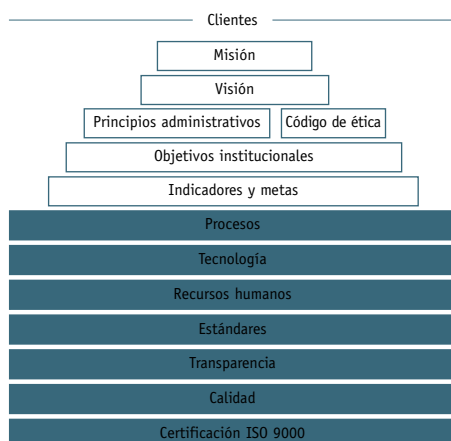 Clientes
Misión
Visión
Principios administrativos Código de ética
Objetivos institucionales
Indicadores y metas
Procesos
Tecnología
Recursos humanos
Estándares
Transparencia
Calidad
Certificación ISO 9000